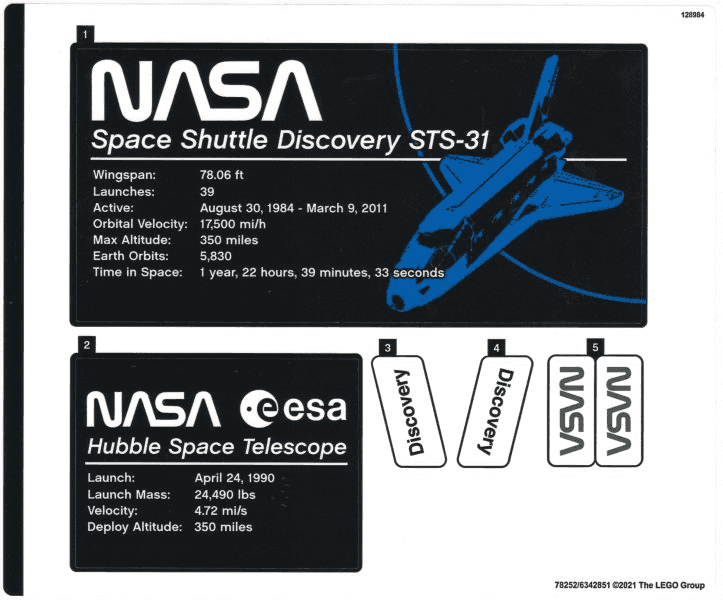 128984
1
NASA
Space Shuttle Discovery STS-31
Wingspan: 78.06 ft
Launches: 39
Active: August 30, 1984 - March 9, 2011
Orbital Velocity: 17,500 mi/h
Max Altitude: 350 miles
Earth Orbits: 5,830
Time in Space: 1 year, 22 hours, 39 minutes, 33 seconds
2
NASA esa
Hubble Space Telescope
Launch: April 24, 1990
Launch Mass: 24,490 lbs
Velocity: 4.72 mi/s
Deploy Altitude: 350 miles
3
Discovery
4
Discovery
5
NASA
NASA
78252/6342851 ©2021 The LEGO Group